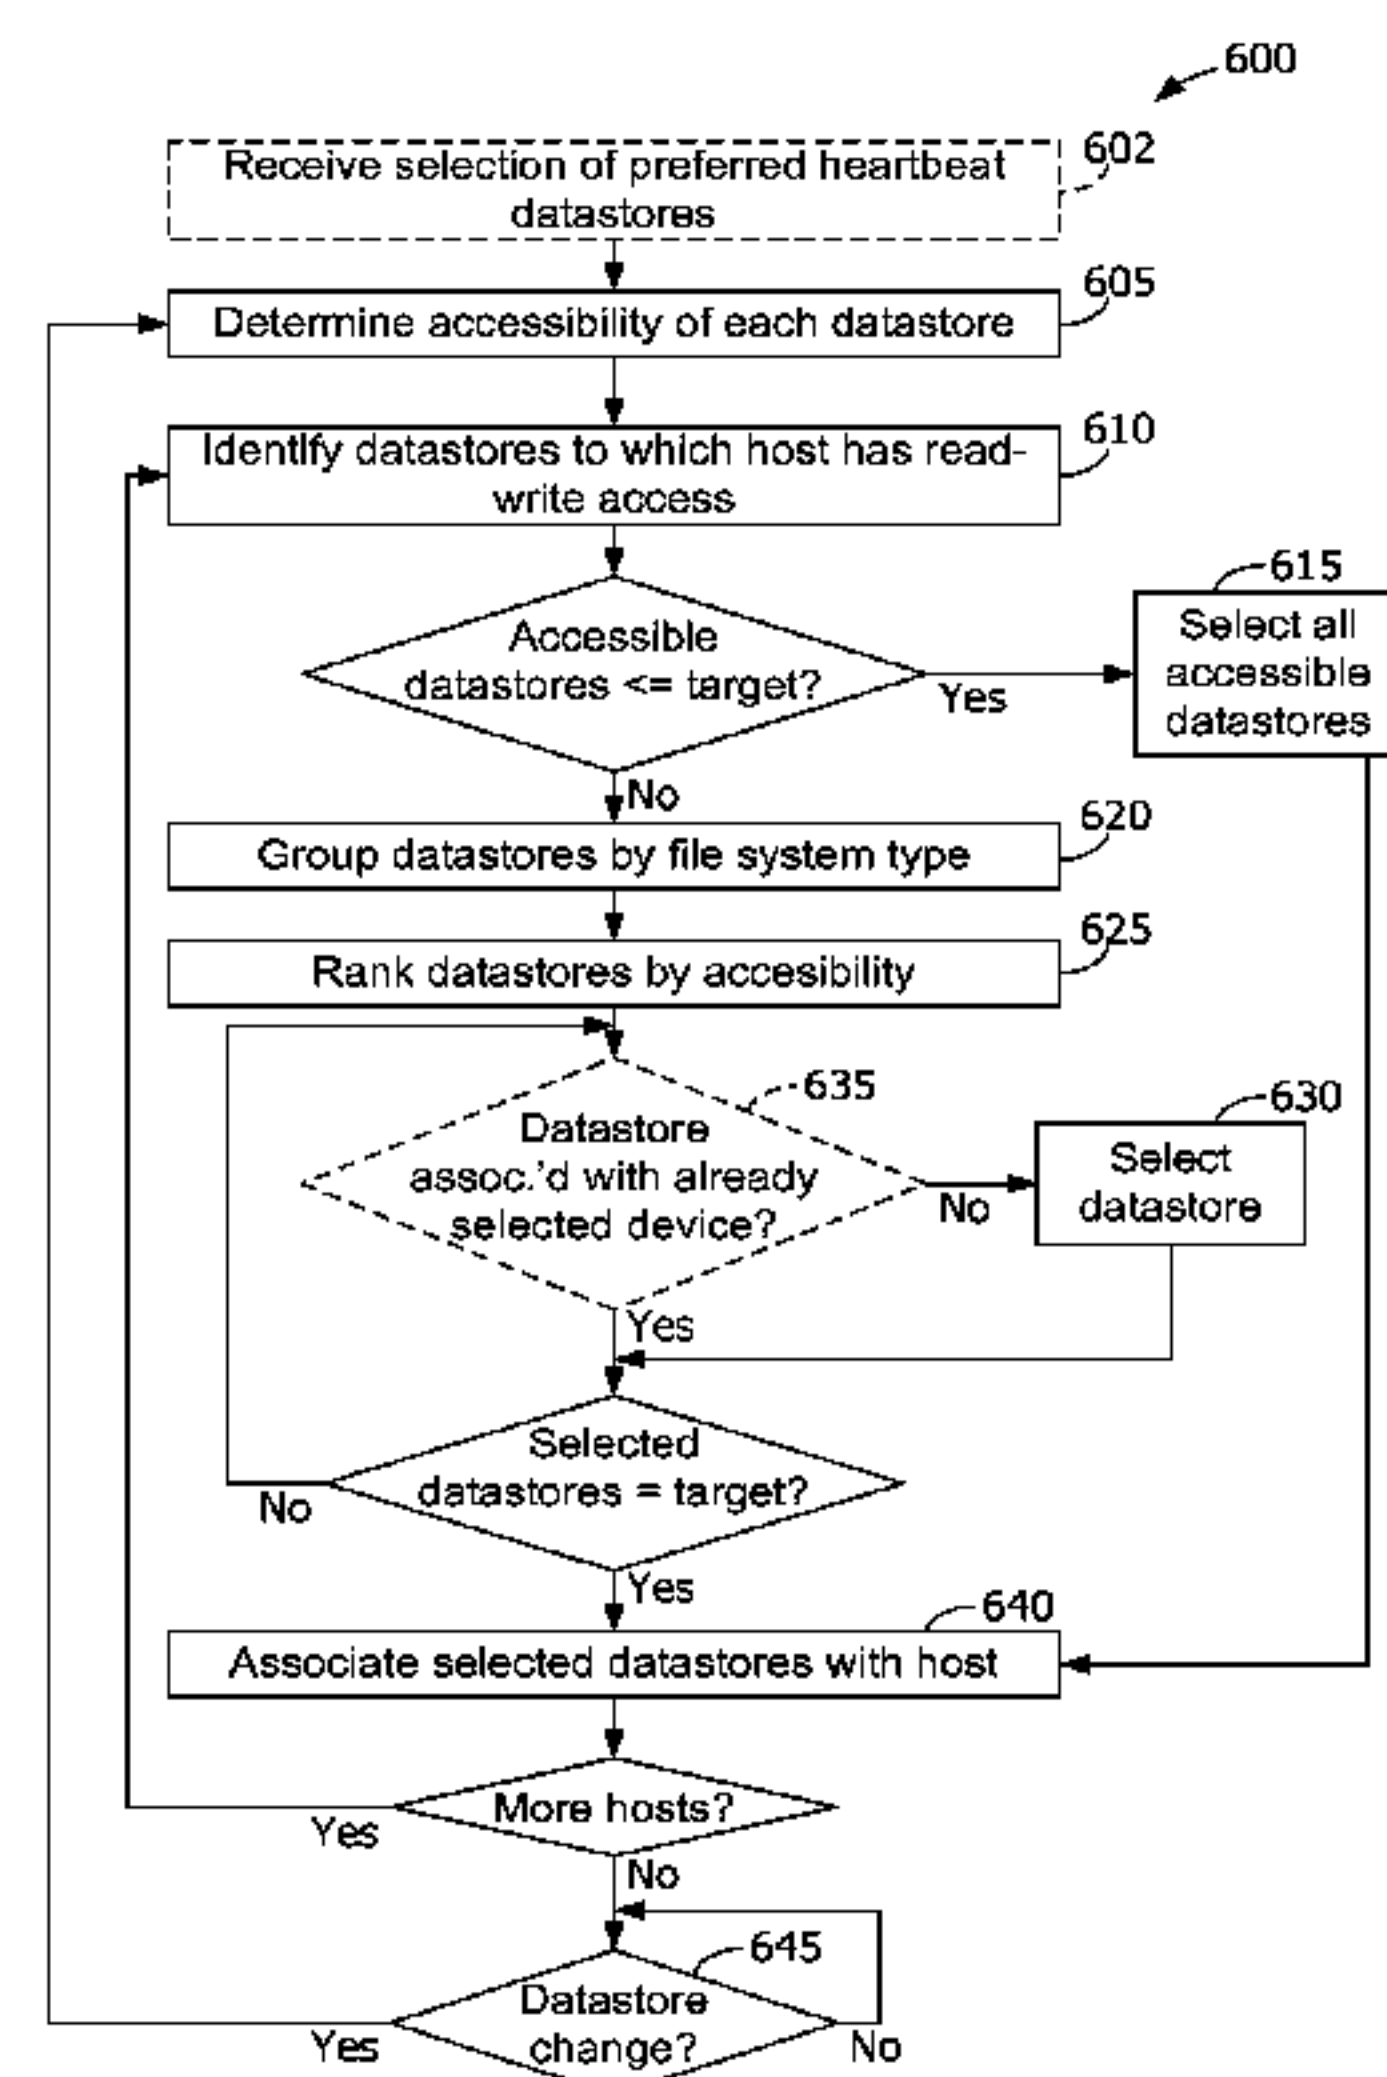 600
Receive selection of preferred heartbeat
datastores
602
Determine accessibility of each datastore
605
Identify datastores to which host has read-
write access
610
Accessible
datastores <= target?
Yes
615
Select all
accessible
datastores
No
Group datastores by file system type
620
Rank datastores by accesibility
625
635
Datastore
assoc.'d with already
selected device?
No
630
Select
datastore
Yes
Selected
datastores = target?
No
Yes
640
Associate selected datastores with host
More hosts?
Yes
No
645
Datastore
change?
Yes
No